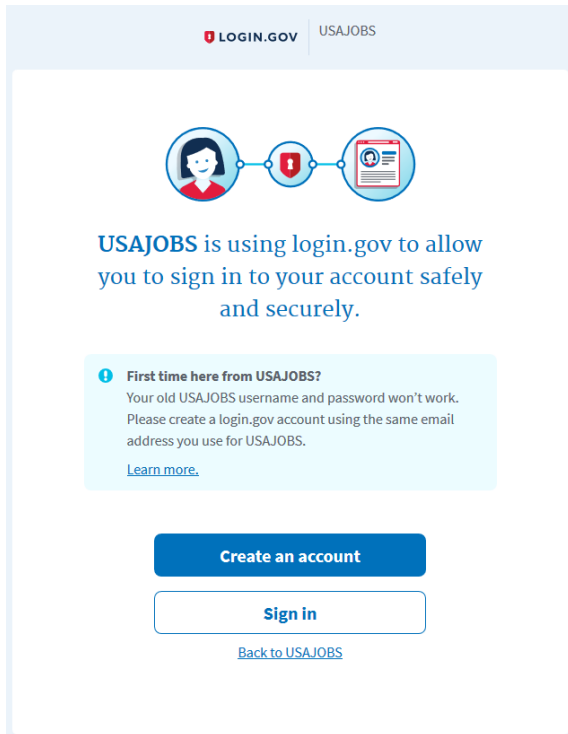 LOGIN.GOV USAJOBS
USAJOBS is using login.gov to allow
you to sign in to your account safely
and securely.
First time here from USAJOBS?
Your old USAJOBS username and password won’t work.
Please create a login.gov account using the same email
address you use for USAJOBS.
Learn more.
Create an account
Sign in
Back to USAJOBS